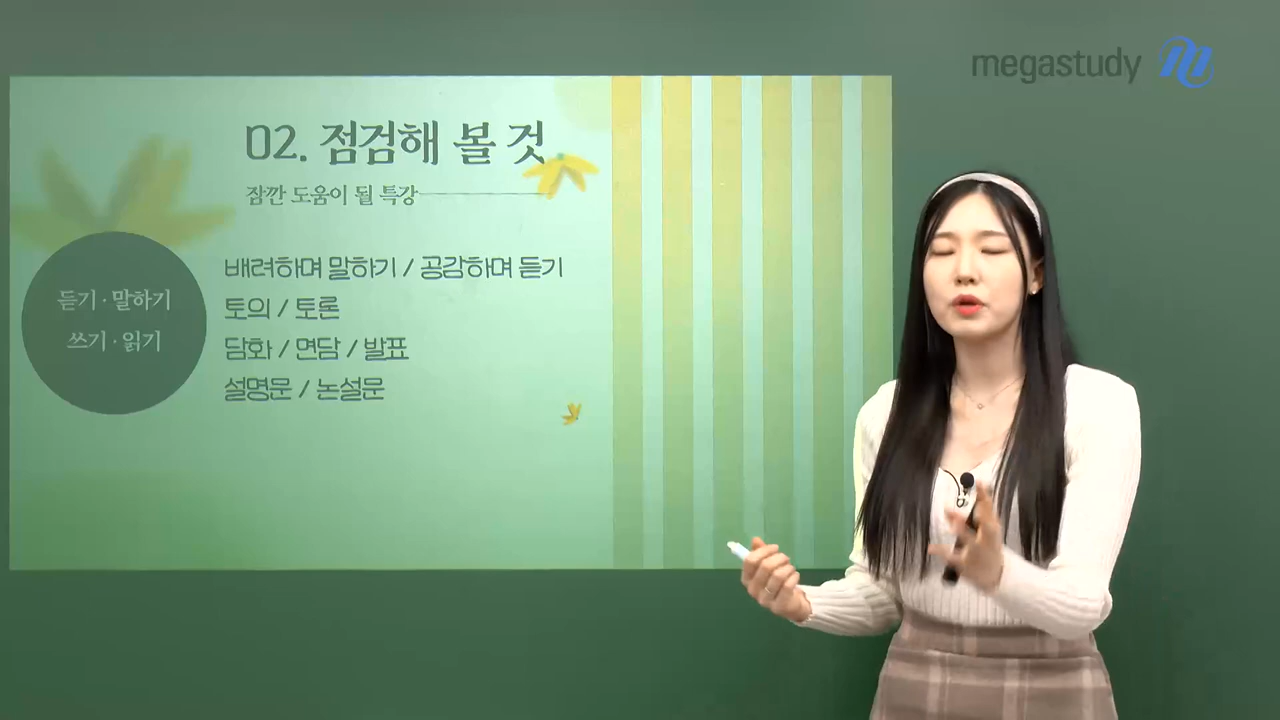 megastudy
02. 점검해 볼 것
잠깐 도움이 될 특강
듣기·말하기
쓰기·읽기
배려하며 말하기 / 공감하며 듣기
토의 / 토론
담화 / 면담 / 발표
설명문 / 논설문